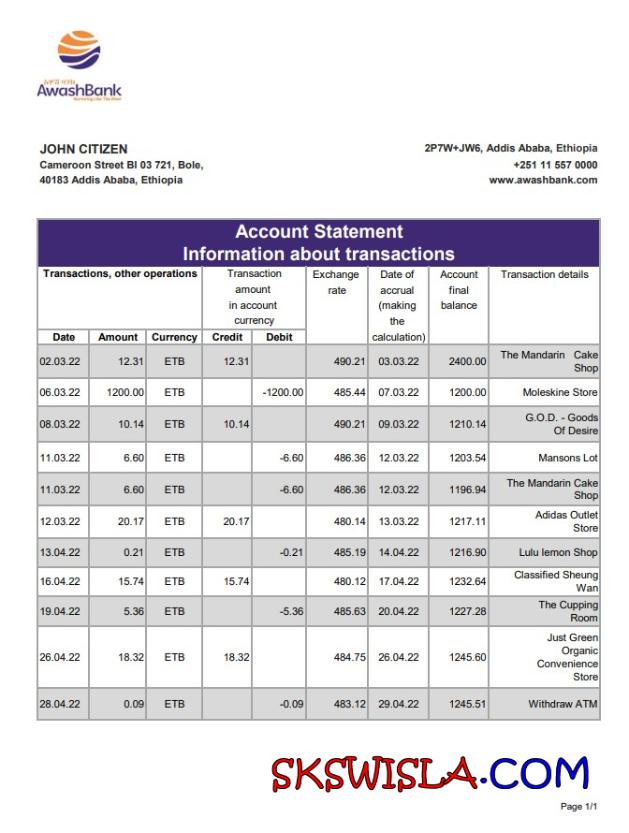 AwashBank
Nurturing Like The River
JOHN CITIZEN
Cameroon Street Bl 03 721, Bole,
40183 Addis Ababa, Ethiopia
2P7W+JW6, Addis Ababa, Ethiopia
+251 11 557 0000
www.awashbank.com
Account Statement
Information about transactions
Transactions, other operations
Transaction
amount
in account
currency
Exchange
rate
Date of
accrual
(making
the
calculation)
Account
final
balance
Transaction details
Date Amount Currency Credit Debit
02.03.22 12.31 ETB 12.31 490.21 03.03.22 2400.00 The Mandarin Cake
Shop
06.03.22 1200.00 ETB -1200.00 485.44 07.03.22 1200.00 Moleskine Store
08.03.22 10.14 ETB 10.14 490.21 09.03.22 1210.14 G.O.D. - Goods
Of Desire
11.03.22 6.60 ETB -6.60 486.36 12.03.22 1203.54 Mansons Lot
11.03.22 6.60 ETB -6.60 486.36 12.03.22 1196.94 The Mandarin Cake
Shop
12.03.22 20.17 ETB 20.17 480.14 13.03.22 1217.11 Adidas Outlet
Store
13.04.22 0.21 ETB -0.21 485.19 14.04.22 1216.90 Lulu lemon Shop
16.04.22 15.74 ETB 15.74 480.12 17.04.22 1232.64 Classified Sheung
Wan
19.04.22 5.36 ETB -5.36 485.63 20.04.22 1227.28 The Cupping
Room
26.04.22 18.32 ETB 18.32 484.75 26.04.22 1245.60 Just Green
Organic
Convenience
Store
28.04.22 0.09 ETB -0.09 483.12 29.04.22 1245.51 Withdraw ATM
SKSWISLA.COM
Page 1/1